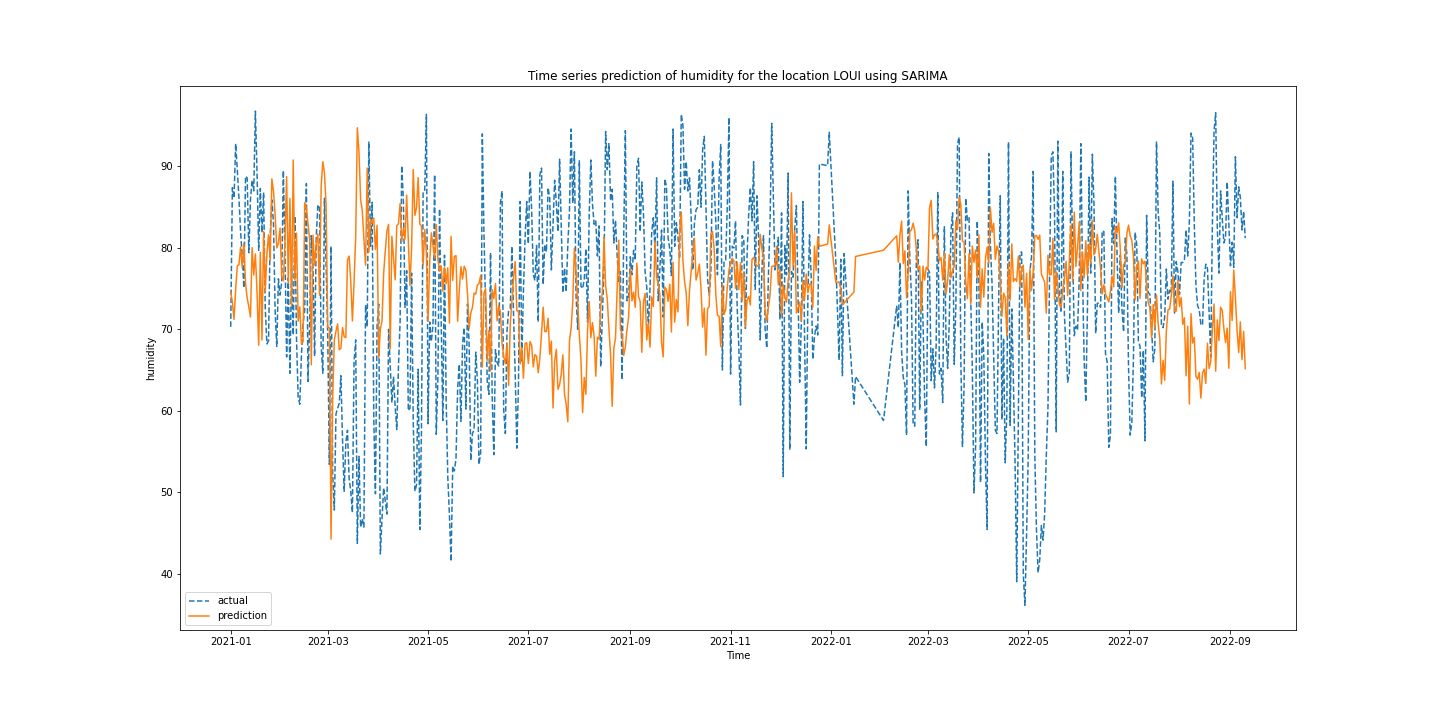 Time series prediction of humidity for the location LOUI using SARIMA
humidity
90
80
70
60
50
40
actual
prediction
2021-01 2021-03 2021-05 2021-07 2021-09 2021-11 2022-01 2022-03 2022-05 2022-07 2022-09
Time